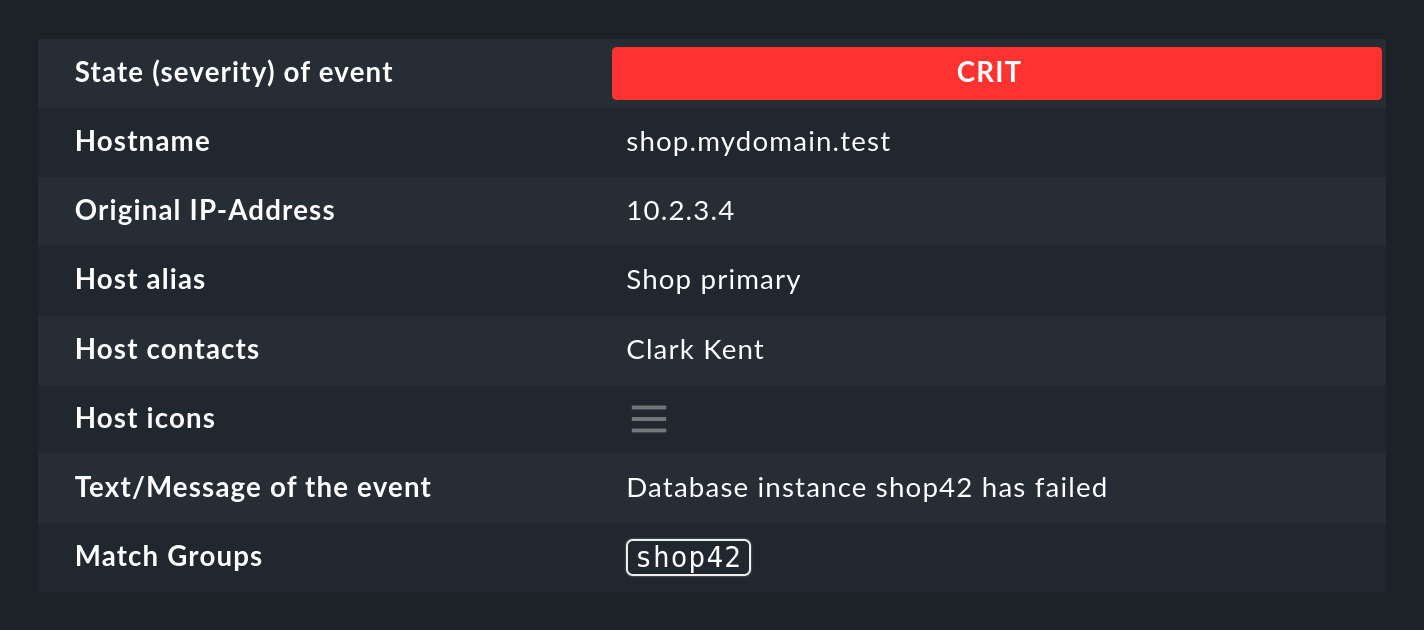 State (severity) of event CRIT
Hostname shop.mydomain.test
Original IP-Address 10.2.3.4
Host alias Shop primary
Host contacts Clark Kent
Host icons
Text/Message of the event Database instance shop42 has failed
Match Groups shop42